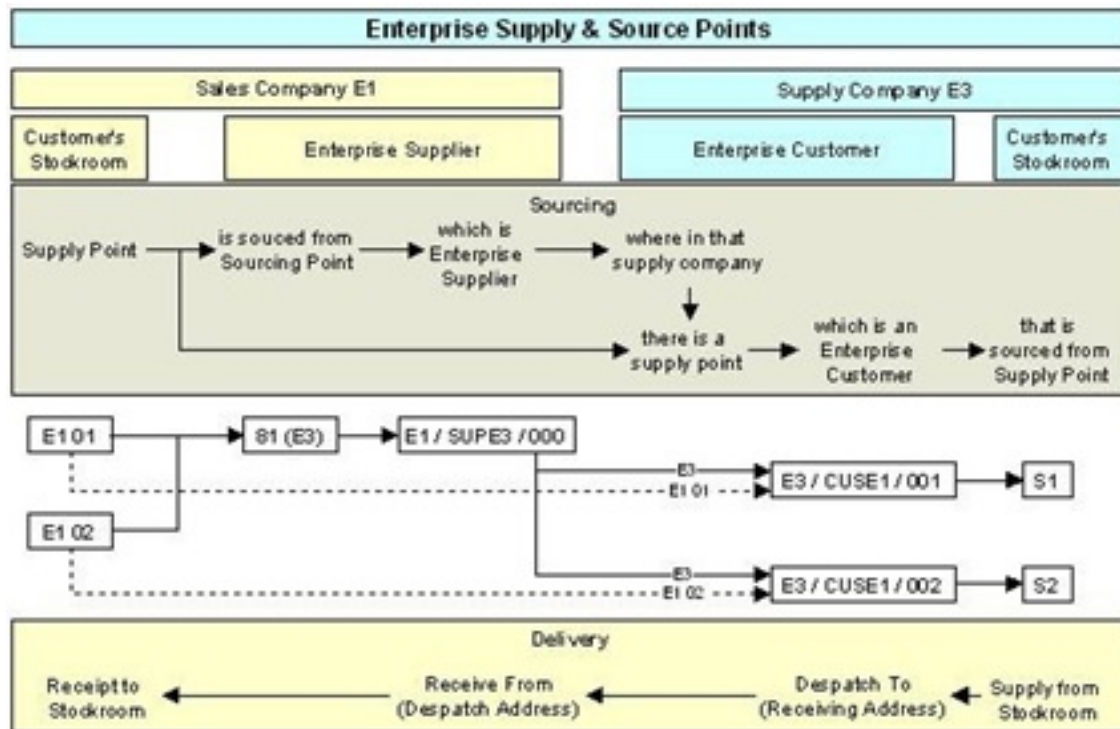 Enterprise Supply & Source Points
Sales Company E1
Supply Company E3
Customer's
Stockroom
Enterprise Supplier
Enterprise Customer
Customer's
Stockroom
Sourcing
Supply Point
is souced from
Sourcing Point
which is
Enterprise
Supplier
where in that
supply company
there is a
supply point
which is an
Enterprise
Customer
that is
sourced from
Supply Point
E1 01
81 (E3)
E1 / SUPE3 / 000
E3
E1 01
E3 / CUSE1 / 001
S1
E1 02
E3
E1 02
E3 / CUSE1 / 002
S2
Delivery
Receipt to
Stockroom
Receive From
(Despatch Address)
Despatch To
(Receiving Address)
Supply from
Stockroom